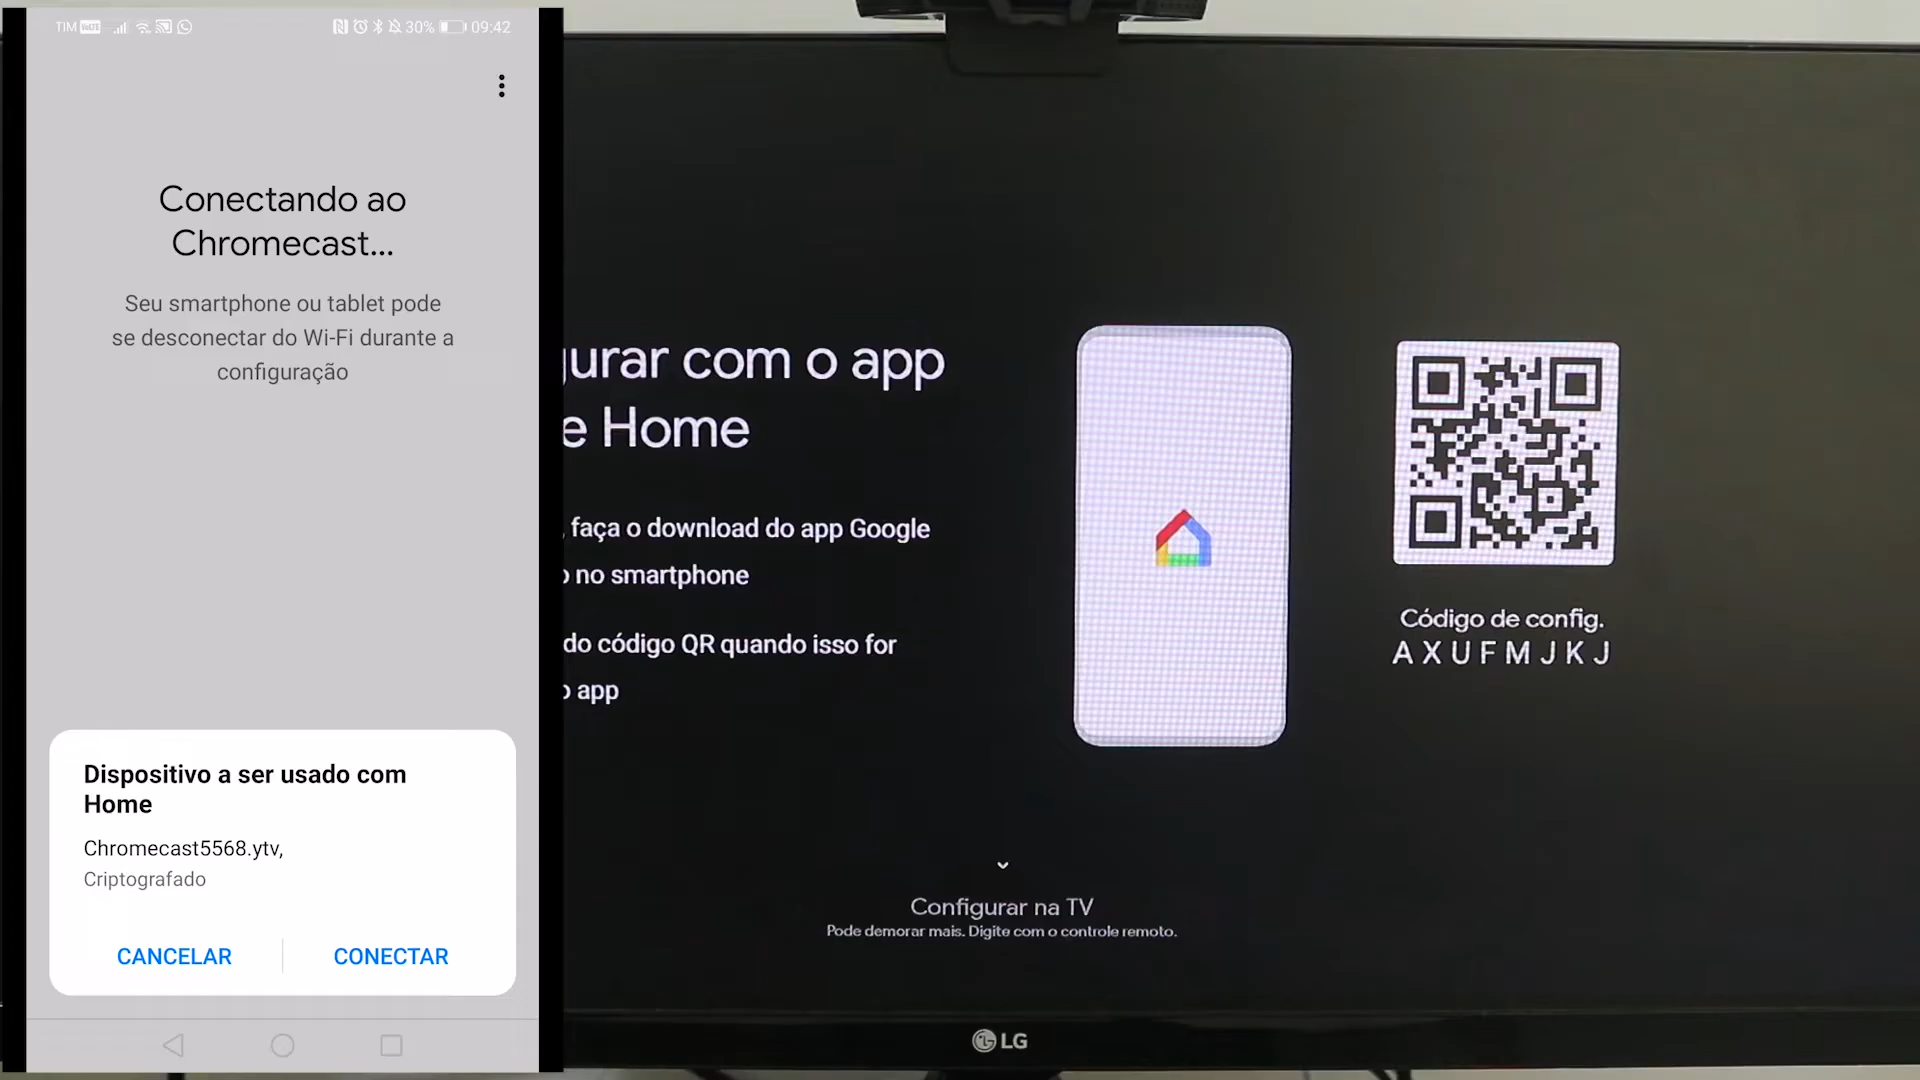 TIM VoLTE 30% 09:42
Conectando ao
Chromecast...
Seu smartphone ou tablet pode
se desconectar do Wi-Fi durante a
configuração
Dispositivo a ser usado com
Home
Chromecast5568.ytv,
Criptografado
CANCELAR CONECTAR
gurar com o app
e Home
, faça o download do app Google
no smartphone
do código QR quando isso for
app
Código de config.
AXUFMJKJ
Configurar na TV
Pode demorar mais. Digite com o controle remoto.
LG